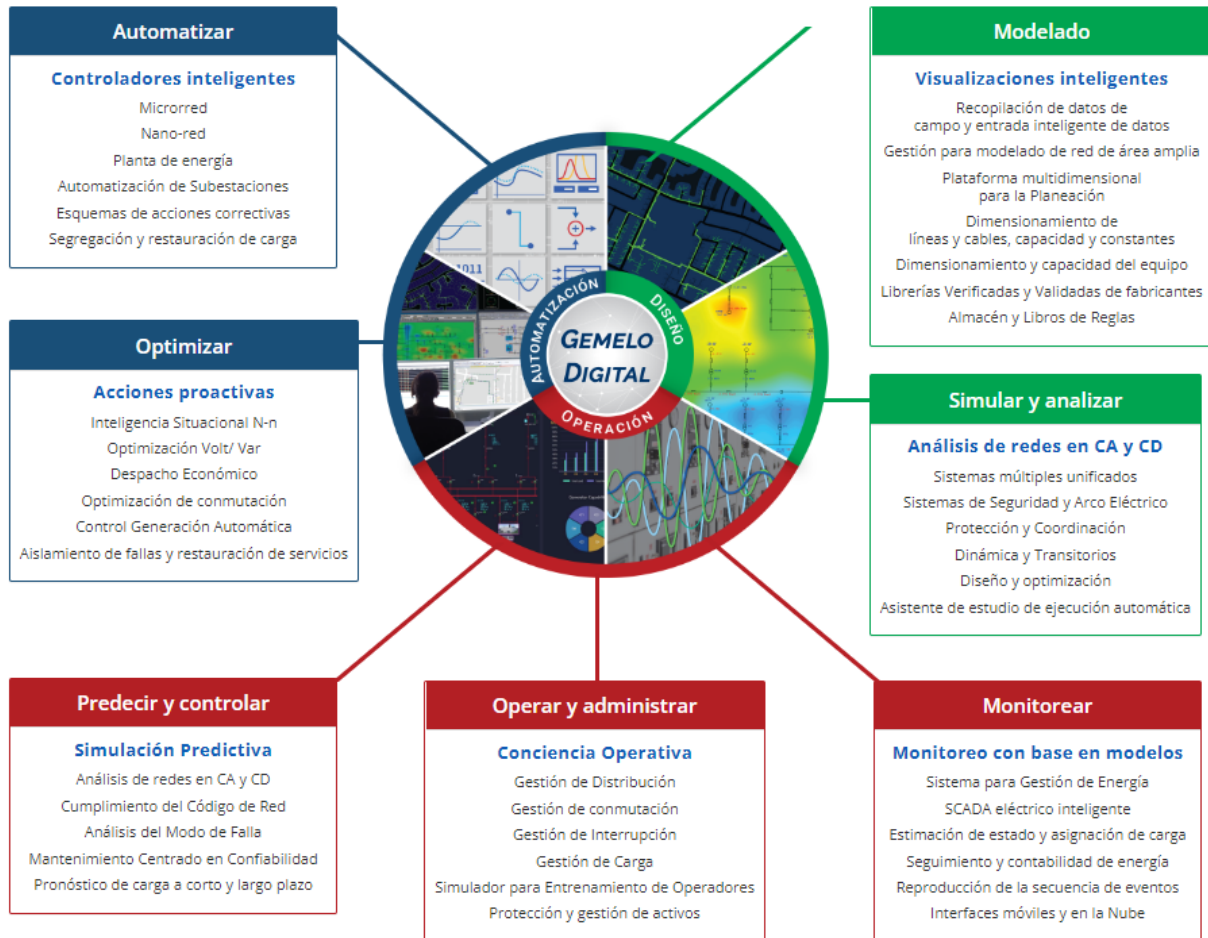 Automatizar
Controladores inteligentes
Microrred
Nano-red
Planta de energía
Automatización de Subestaciones
Esquemas de acciones correctivas
Segregación y restauración de carga
Modelado
Visualizaciones inteligentes
Recopilación de datos de
campo y entrada inteligente de datos
Gestión para modelado de red de área amplia
Plataforma multidimensional
para la Planeación
Dimensionamiento de
líneas y cables, capacidad y constantes
Dimensionamiento y capacidad del equipo
Librerías Verificadas y Validadas de fabricantes
Almacén y Libros de Reglas
AUTOMATIZACIÓN
DISEÑO
OPERACIÓN
GEMELO
DIGITAL
1011
Optimizar
Acciones proactivas
Inteligencia Situacional N-n
Optimización Volt/ Var
Despacho Económico
Optimización de conmutación
Control Generación Automática
Aislamiento de fallas y restauración de servicios
Simular y analizar
Análisis de redes en CA y CD
Sistemas múltiples unificados
Sistemas de Seguridad y Arco Eléctrico
Protección y Coordinación
Dinámica y Transitorios
Diseño y optimización
Asistente de estudio de ejecución automática
Predecir y controlar
Simulación Predictiva
Análisis de redes en CA y CD
Cumplimiento del Código de Red
Análisis del Modo de Falla
Mantenimiento Centrado en Confiabilidad
Pronóstico de carga a corto y largo plazo
Operar y administrar
Conciencia Operativa
Gestión de Distribución
Gestión de conmutación
Gestión de Interrupción
Gestión de Carga
Simulador para Entrenamiento de Operadores
Protección y gestión de activos
Monitorear
Monitoreo con base en modelos
Sistema para Gestión de Energía
SCADA eléctrico inteligente
Estimación de estado y asignación de carga
Seguimiento y contabilidad de energía
Reproducción de la secuencia de eventos
Interfaces móviles y en la Nube